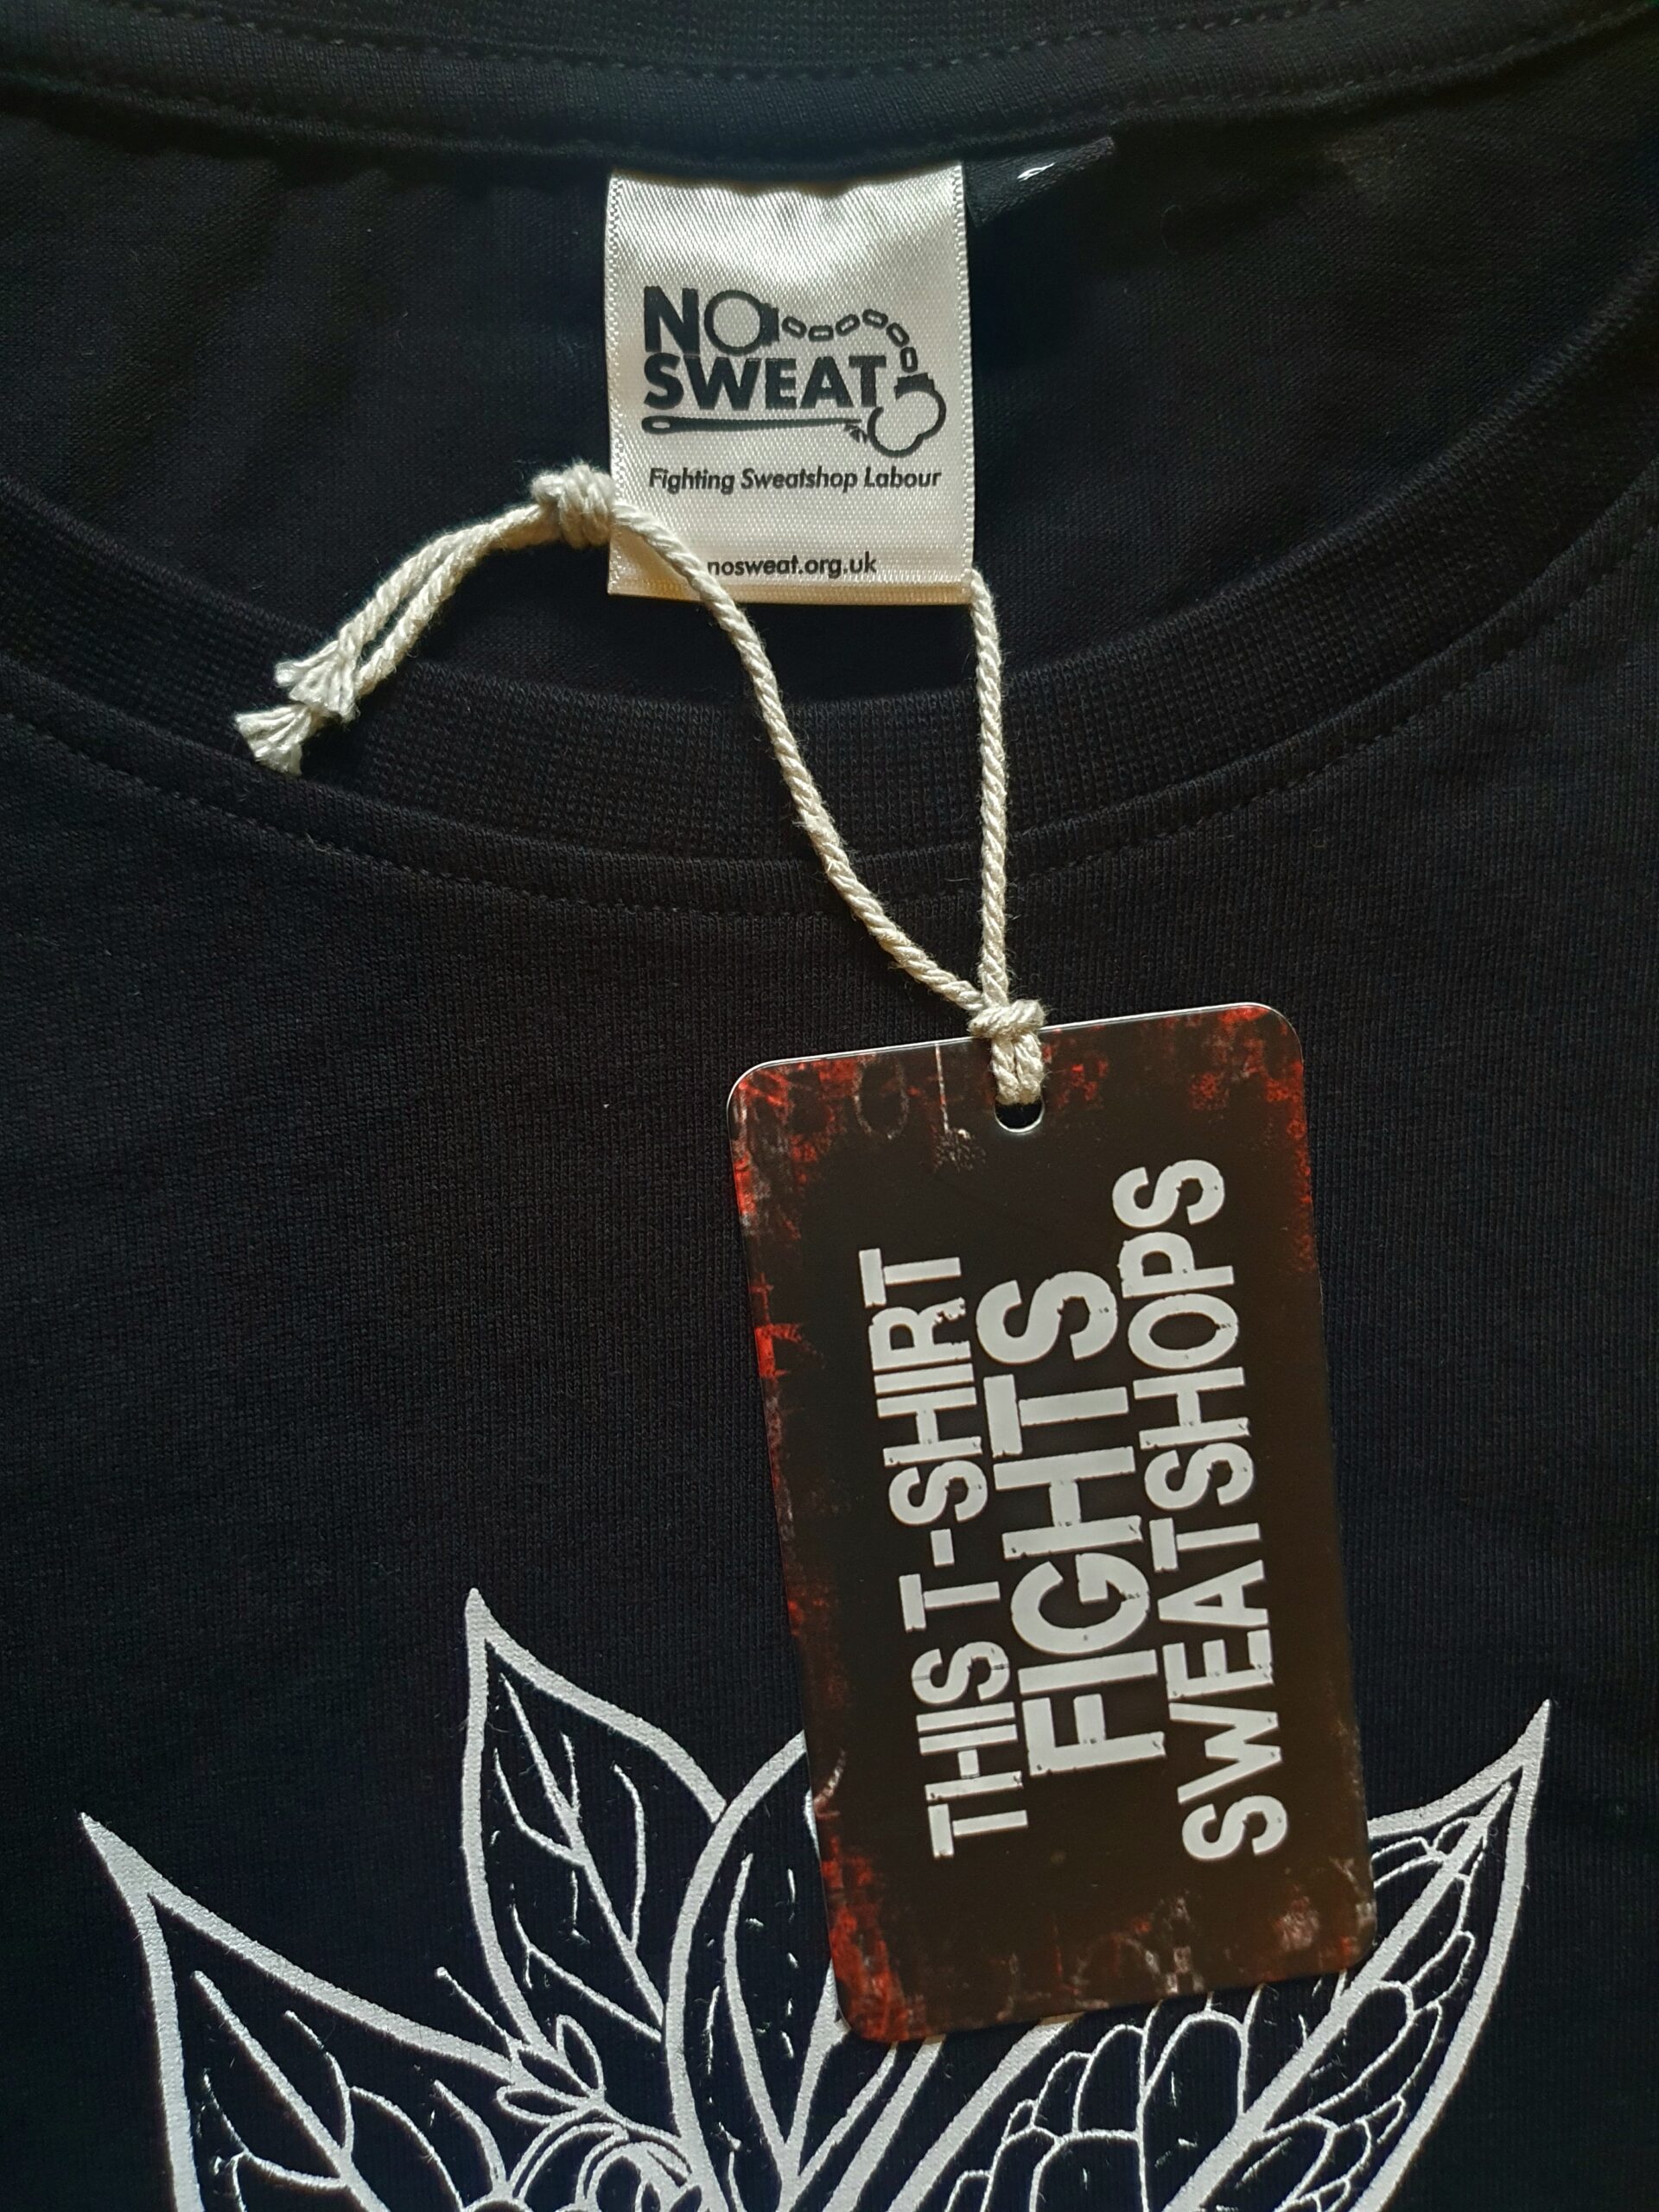 NO
SWEAT
Fighting Sweatshop Labour
nosweat.org.uk
THIS T-SHIRT
FIGHTS
SWEATSHOPS